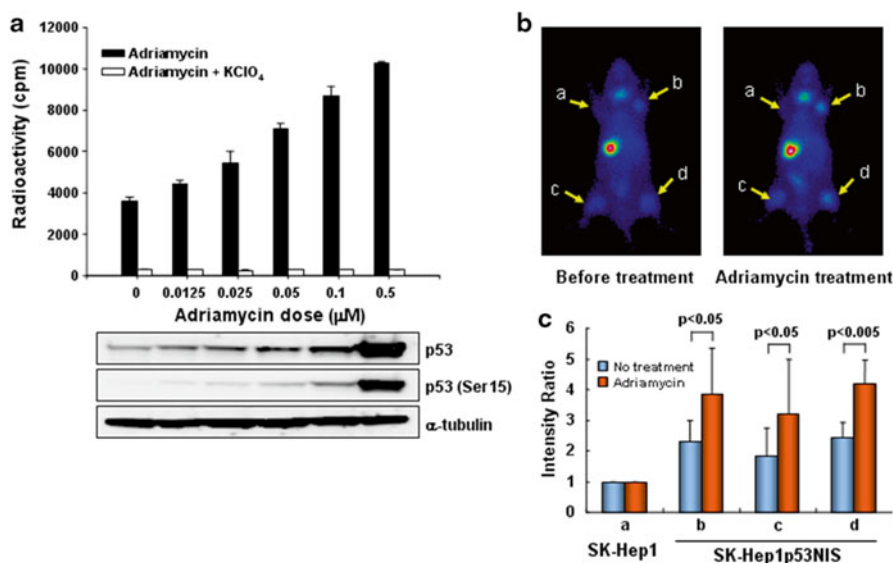 a
Adriamycin
Adriamycin + KClO₄
Radioactivity (cpm)
12000
10000
8000
6000
4000
2000
0
0 0.0125 0.025 0.05 0.1 0.5
Adriamycin dose (μM)
p53
p53 (Ser15)
α-tubulin
b
a b
c d
Before treatment
a b
c d
Adriamycin treatment
c
p<0.05 p<0.05 p<0.005
No treatment
Adriamycin
Intensity Ratio
6
5
4
3
2
1
0
a b c d
SK-Hep1 SK-Hep1p53NIS